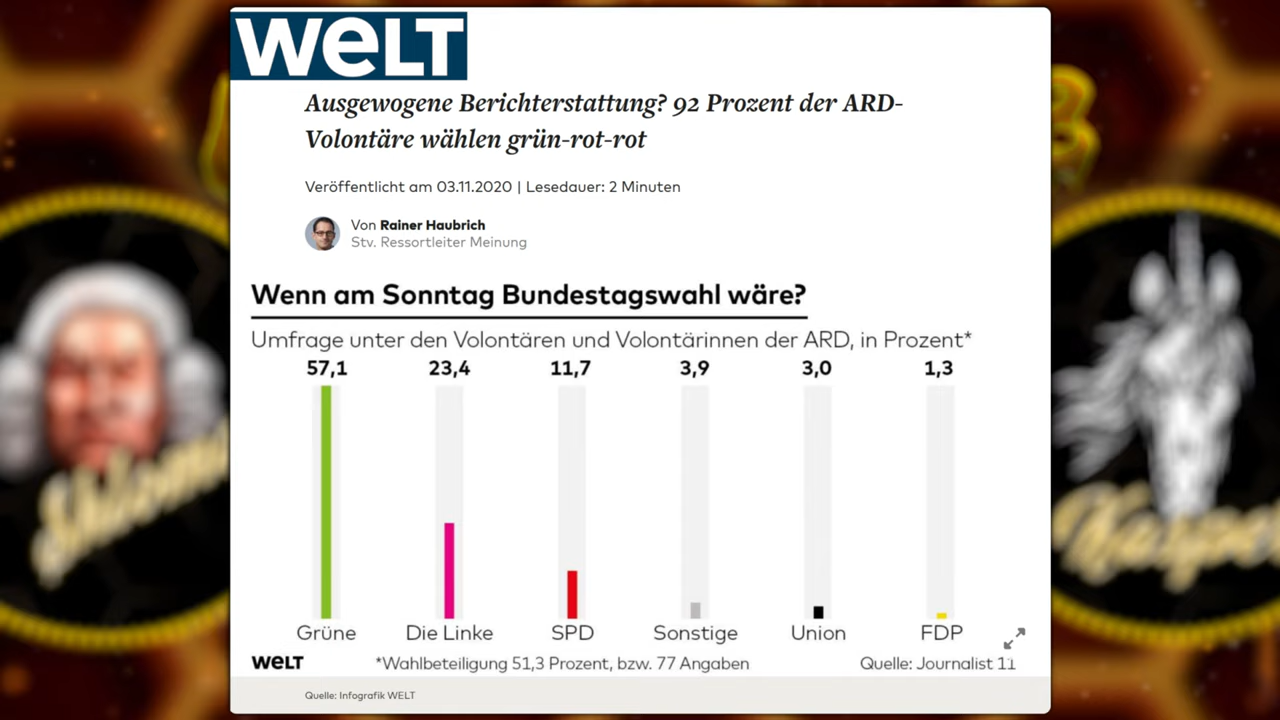 WELT
Ausgewogene Berichterstattung? 92 Prozent der ARD-
Volontäre wählen grün-rot-rot
Veröffentlicht am 03.11.2020 | Lesedauer: 2 Minuten
Von Rainer Haubrich
Stv. Ressortleiter Meinung
Wenn am Sonntag Bundestagswahl wäre?
Umfrage unter den Volontären und Volontärinnen der ARD, in Prozent*
57,1 23,4 11,7 3,9 3,0 1,3
Grüne Die Linke SPD Sonstige Union FDP
WELT *Wahlbeteiligung 51,3 Prozent, bzw. 77 Angaben Quelle: Journalist 11
Quelle: Infografik WELT